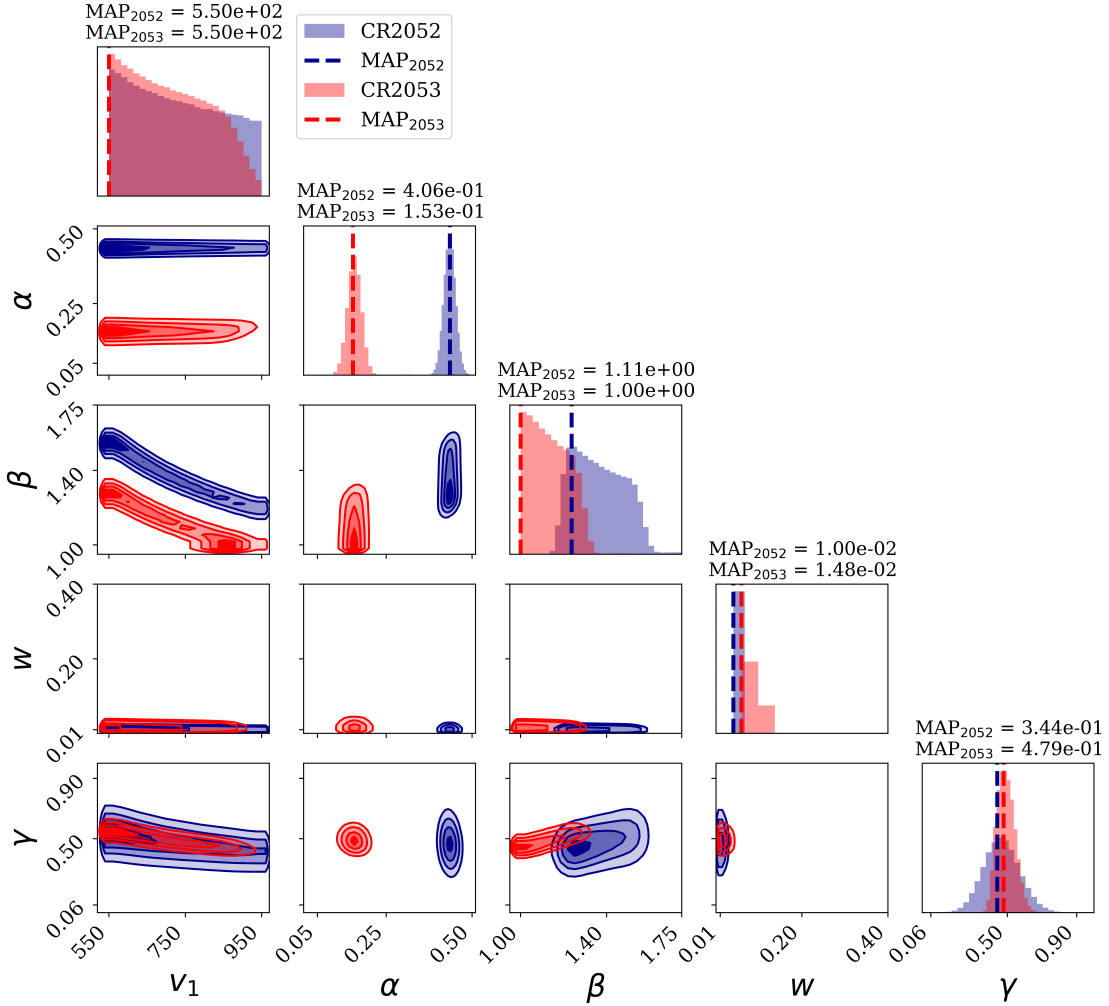 MAP2052 = 5.50e+02
MAP2053 = 5.50e+02
CR2052
MAP2052
CR2053
MAP2053
MAP2052 = 4.06e-01
MAP2053 = 1.53e-01
0.50
0.25
0.05
α
MAP2052 = 1.11e+00
MAP2053 = 1.00e+00
1.75
1.40
1.00
β
MAP2052 = 1.00e-02
MAP2053 = 1.48e-02
0.40
0.20
0.01
w
MAP2052 = 3.44e-01
MAP2053 = 4.79e-01
0.90
0.50
0.06
γ
550 750 950 0.05 0.25 0.50 1.00 1.40 1.75 0.01 0.20 0.40 0.06 0.50 0.90
v1 α β w γ